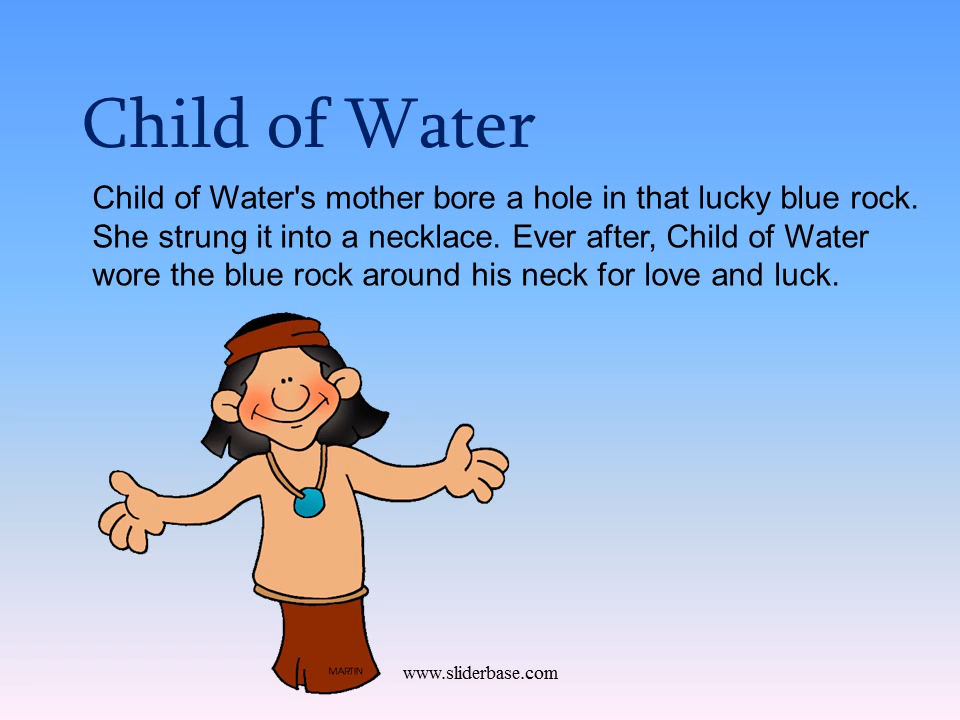 Child of Water
Child of Water's mother bore a hole in that lucky blue rock.
She strung it into a necklace. Ever after, Child of Water
wore the blue rock around his neck for love and luck.
MARTIN
www.sliderbase.com